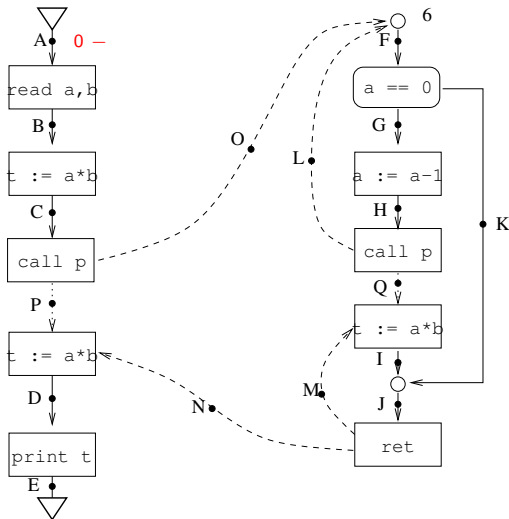 A 0 –
read a,b
B
t := a*b
C
call p
P
t := a*b
D
print t
E
O
N
6
F
a == 0
G
a := a-1
L
H
K
call p
Q
t := a*b
I
M
J
ret